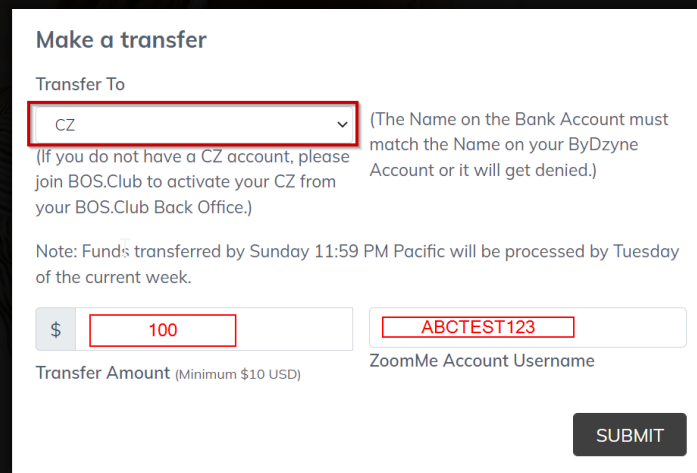 Make a transfer
Transfer To
CZ
(If you do not have a CZ account, please
join BOS.Club to activate your CZ from
your BOS.Club Back Office.)
(The Name on the Bank Account must
match the Name on your ByDzyne
Account or it will get denied.)
Note: Funds transferred by Sunday 11:59 PM Pacific will be processed by Tuesday
of the current week.
$ 100
Transfer Amount (Minimum $10 USD)
ABCTEST123
ZoomMe Account Username
SUBMIT